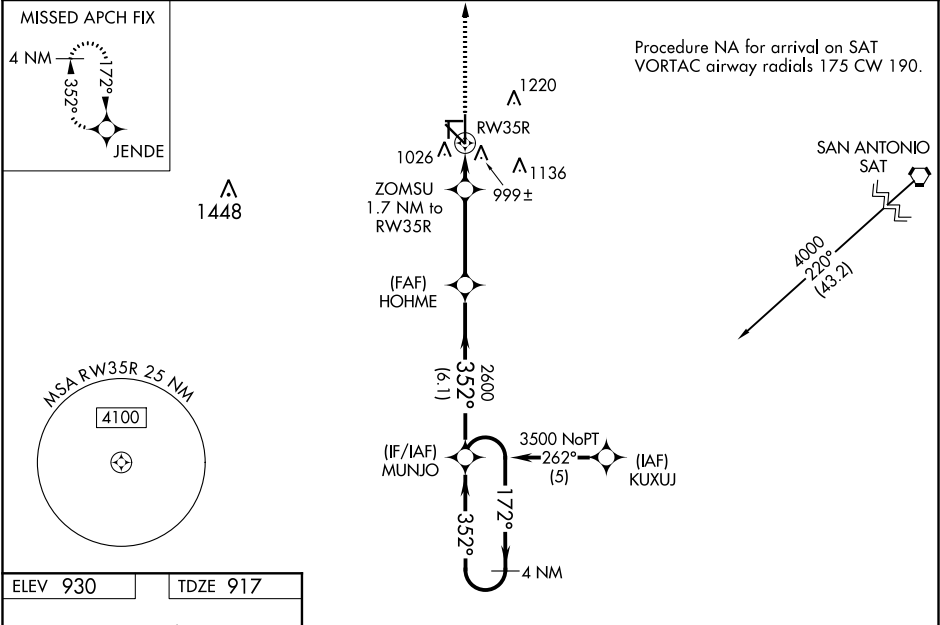 MISSED APCH FIX
4 NM
352°
172°
JENDE
Procedure NA for arrival on SAT
VORTAC airway radials 175 CW 190.
1220
RW35R
1026
1136
999±
ZOMSU
1.7 NM to
RW35R
1448
SAN ANTONIO
SAT
4000
220°
(43.2)
(FAF)
HOHME
2600
352°
(6.1)
MSA RW35R 25 NM
4100
(IF/IAF)
MUNJO
3500 NoPT
262°
(5)
(IAF)
KUXUJ
172°
352°
4 NM
ELEV 930
TDZE 917